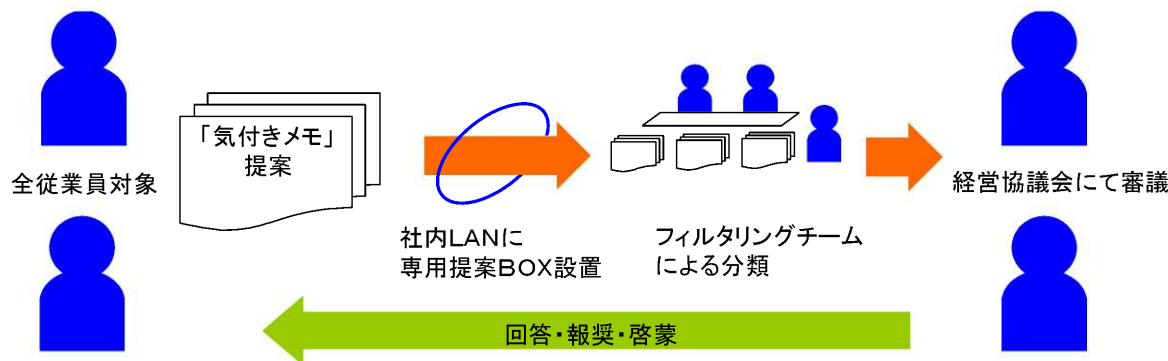 「気付きメモ」
提案
全従業員対象
社内LANに
専用提案BOX設置
フィルタリングチーム
による分類
経営協議会にて審議
回答・報奨・啓蒙